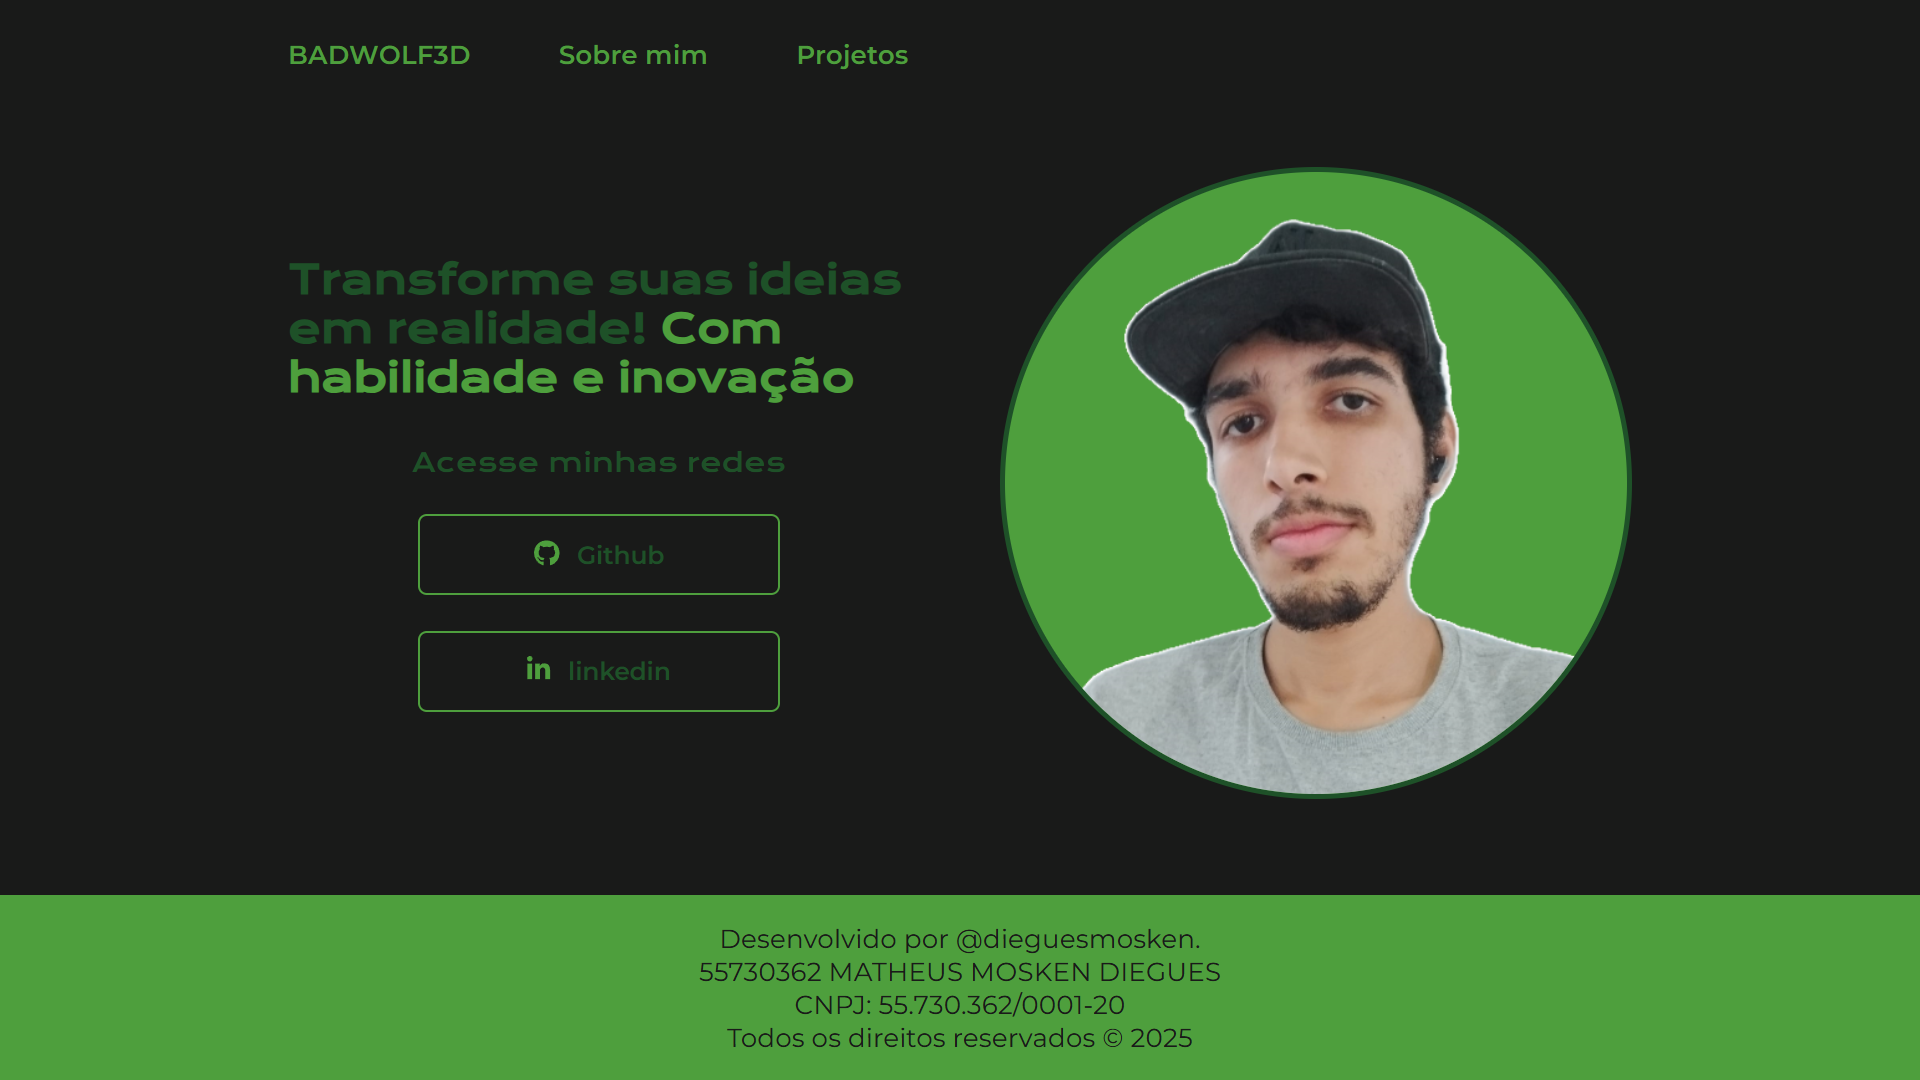 BADWOLF3D
Sobre mim
Projetos
Transforme suas ideias
em realidade! Com
habilidade e inovação
Acesse minhas redes
Github
linkedin
Desenvolvido por @dieguesmosken.
55730362 MATHEUS MOSKEN DIEGUES
CNPJ: 55.730.362/0001-20
Todos os direitos reservados © 2025